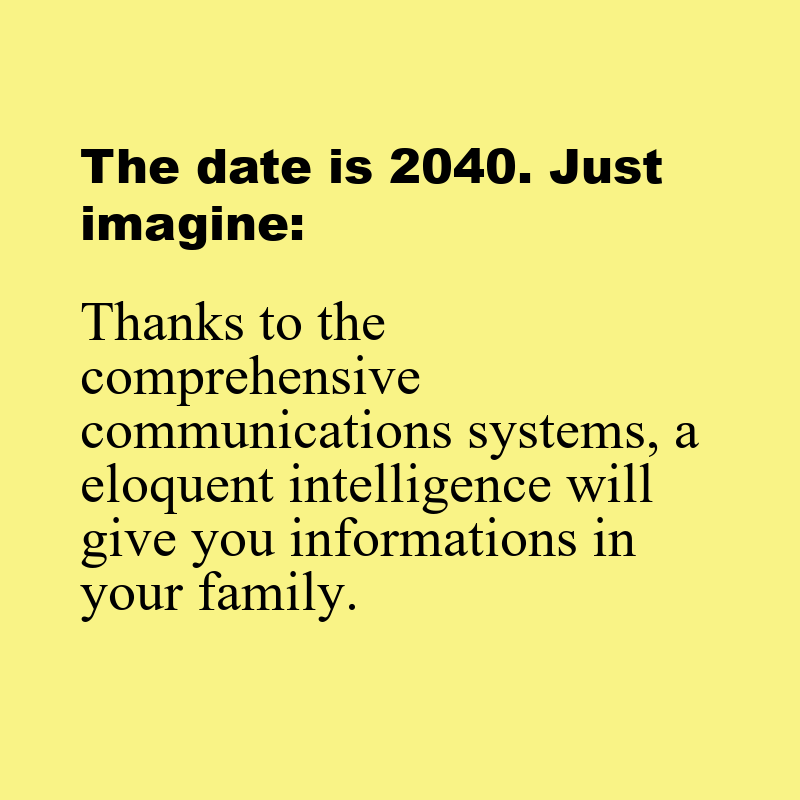 The date is 2040. Just
imagine:
Thanks to the
comprehensive
communications systems, a
eloquent intelligence will
give you informations in
your family.